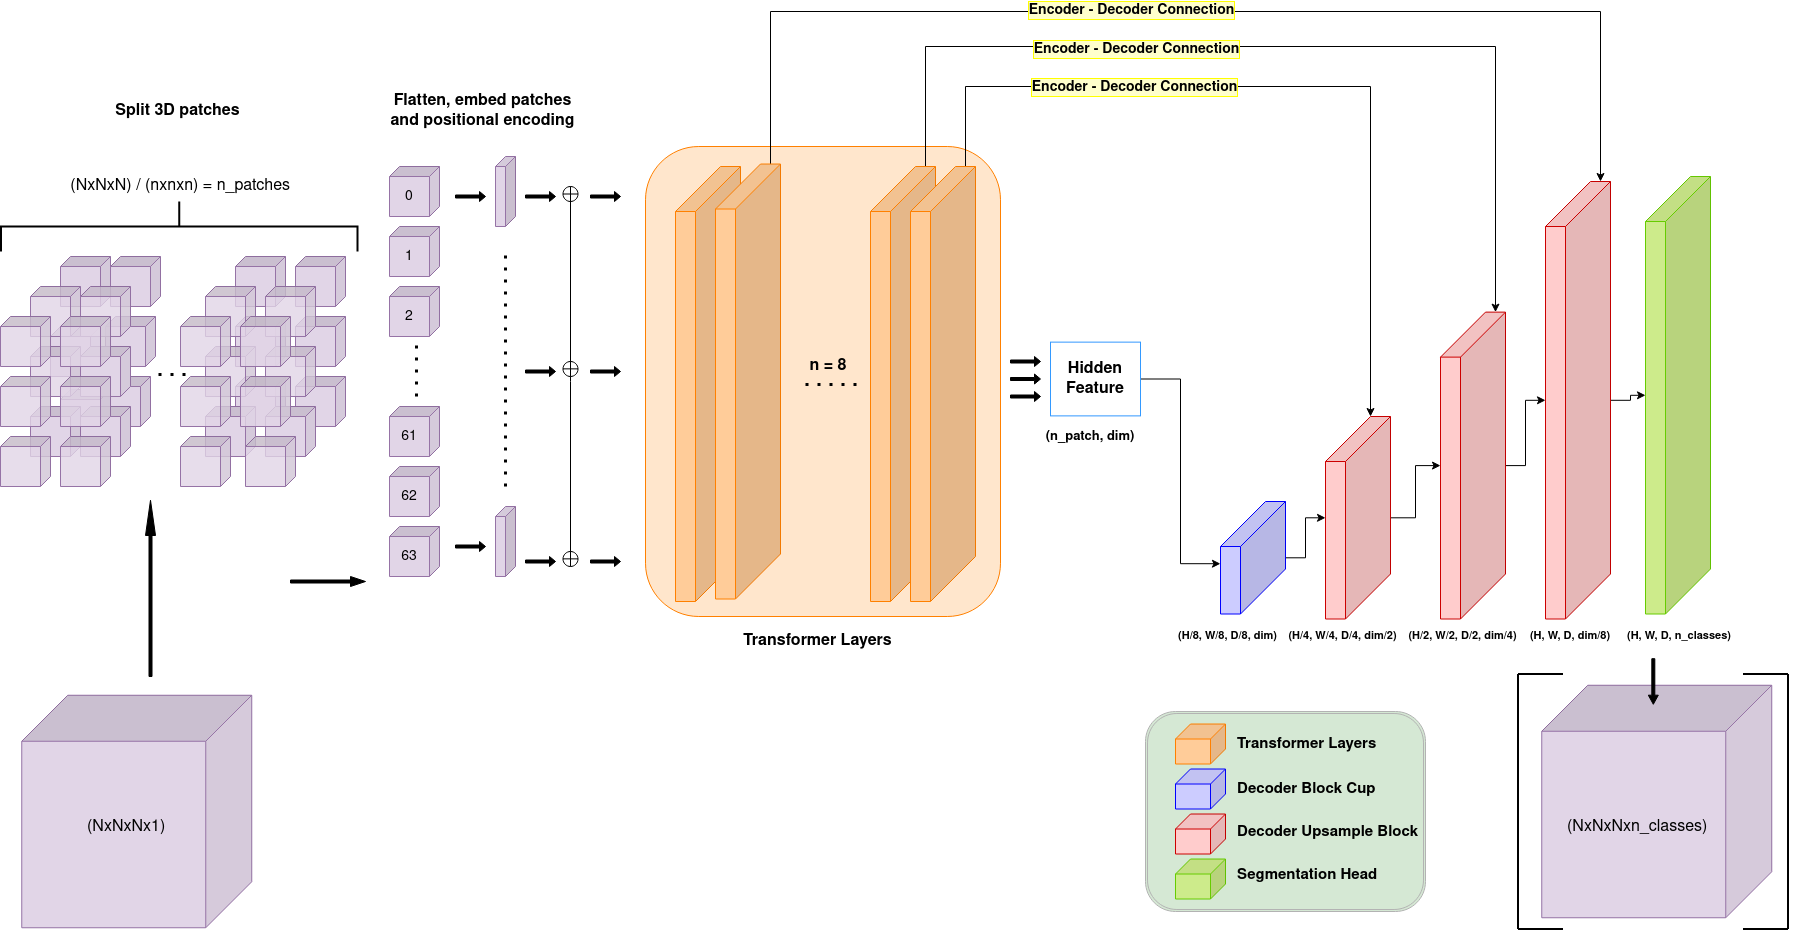 Encoder - Decoder Connection
Encoder - Decoder Connection
Encoder - Decoder Connection
Split 3D patches
Flatten, embed patches
and positional encoding
(NxNxN) / (nxnxn) = n_patches
0
1
2
61
62
63
n = 8
Transformer Layers
Hidden
Feature
(n_patch, dim)
(H/8, W/8, D/8, dim)
(H/4, W/4, D/4, dim/2)
(H/2, W/2, D/2, dim/4)
(H, W, D, dim/8)
(H, W, D, n_classes)
(NxNxNx1)
Transformer Layers
Decoder Block Cup
Decoder Upsample Block
Segmentation Head
(NxNxNxn_classes)